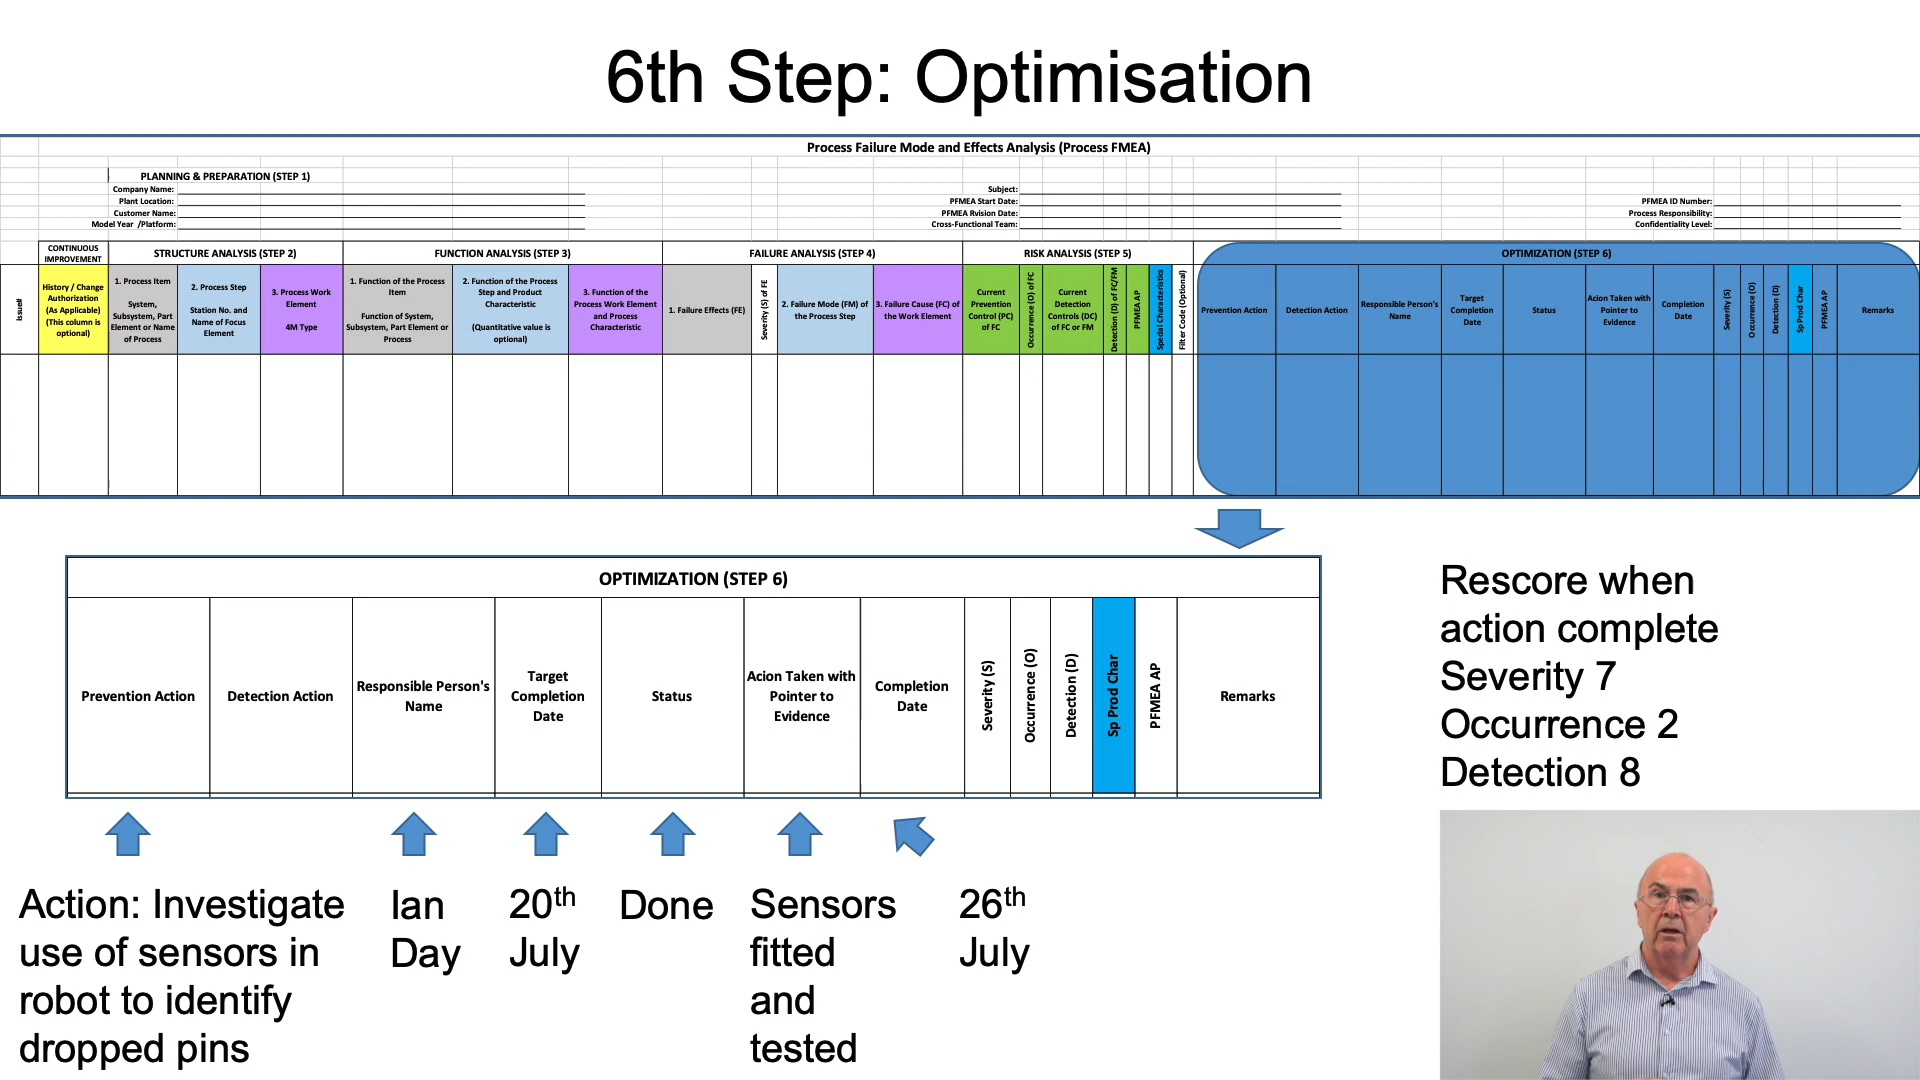 6th Step: Optimisation
Process Failure Mode and Effects Analysis (Process FMEA)
PLANNING & PREPARATION (STEP 1)
Company Name:
Plant Location:
Customer Name:
Model Year /Platform:
Subject:
PFMEA Start Date:
PFMEA Rvision Date:
Cross-Functional Team:
PFMEA ID Number:
Process Responsibility:
Confidentiality Level:
CONTINUOUS
IMPROVEMENT
STRUCTURE ANALYSIS (STEP 2)
FUNCTION ANALYSIS (STEP 3)
FAILURE ANALYSIS (STEP 4)
RISK ANALYSIS (STEP 5)
OPTIMIZATION (STEP 6)
Issue#
History / Change
Authorization
(As Applicable)
(This column is
optional)
1. Process Item
System,
Subsystem, Part
Element or Name
of Process
2. Process Step
Station No. and
Name of Focus
Element
3. Process Work
Element
4M Type
1. Function of the Process
Item
Function of System,
Subsystem, Part Element or
Process
2. Function of the Process
Step and Product
Characteristic
(Quantitative value is
optional)
3. Function of the
Process Work Element
and Process
Characteristic
1. Failure Effects (FE)
Severity (S) of FE
2. Failure Mode (FM) of
the Process Step
3. Failure Cause (FC) of
the Work Element
Current
Prevention
Control (PC)
of FC
Occurrence (O) of FC
Current
Detection
Controls (DC)
of FC or FM
Detection (D) of FC/FM
PFMEA AP
Special Characteristics
Filter Code (Optional)
Prevention Action
Detection Action
Responsible Person's
Name
Target
Completion
Date
Status
Acion Taken with
Pointer to
Evidence
Completion
Date
Severity (S)
Occurrence (O)
Detection (D)
Sp Prod Char
PFMEA AP
Remarks
OPTIMIZATION (STEP 6)
Prevention Action
Detection Action
Responsible Person's
Name
Target
Completion
Date
Status
Acion Taken with
Pointer to
Evidence
Completion
Date
Severity (S)
Occurrence (O)
Detection (D)
Sp Prod Char
PFMEA AP
Remarks
Rescore when
action complete
Severity 7
Occurrence 2
Detection 8
Action: Investigate
use of sensors in
robot to identify
dropped pins
Ian
Day
20th
July
Done
Sensors
fitted
and
tested
26th
July